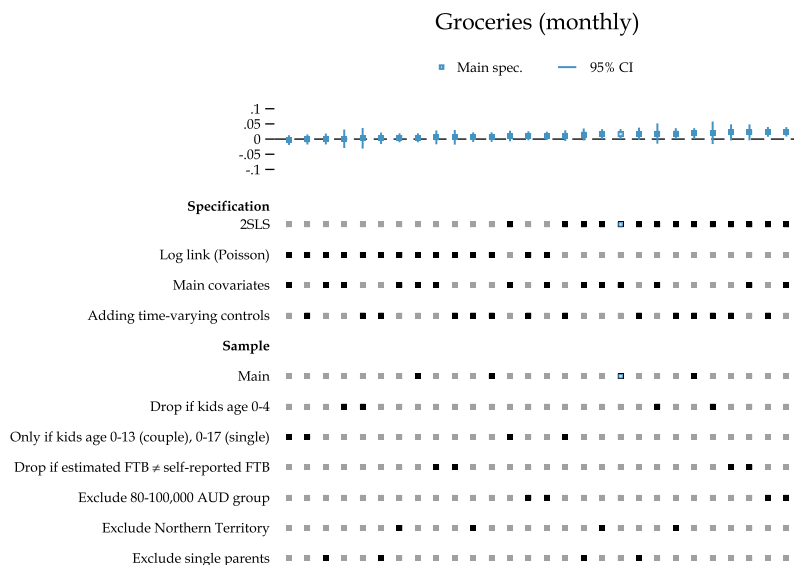 Groceries (monthly)
Main spec. 95% CI
.1
.05
0
-.05
-.1
Specification
2SLS
Log link (Poisson)
Main covariates
Adding time-varying controls
Sample
Main
Drop if kids age 0-4
Only if kids age 0-13 (couple), 0-17 (single)
Drop if estimated FTB ≠ self-reported FTB
Exclude 80-100,000 AUD group
Exclude Northern Territory
Exclude single parents